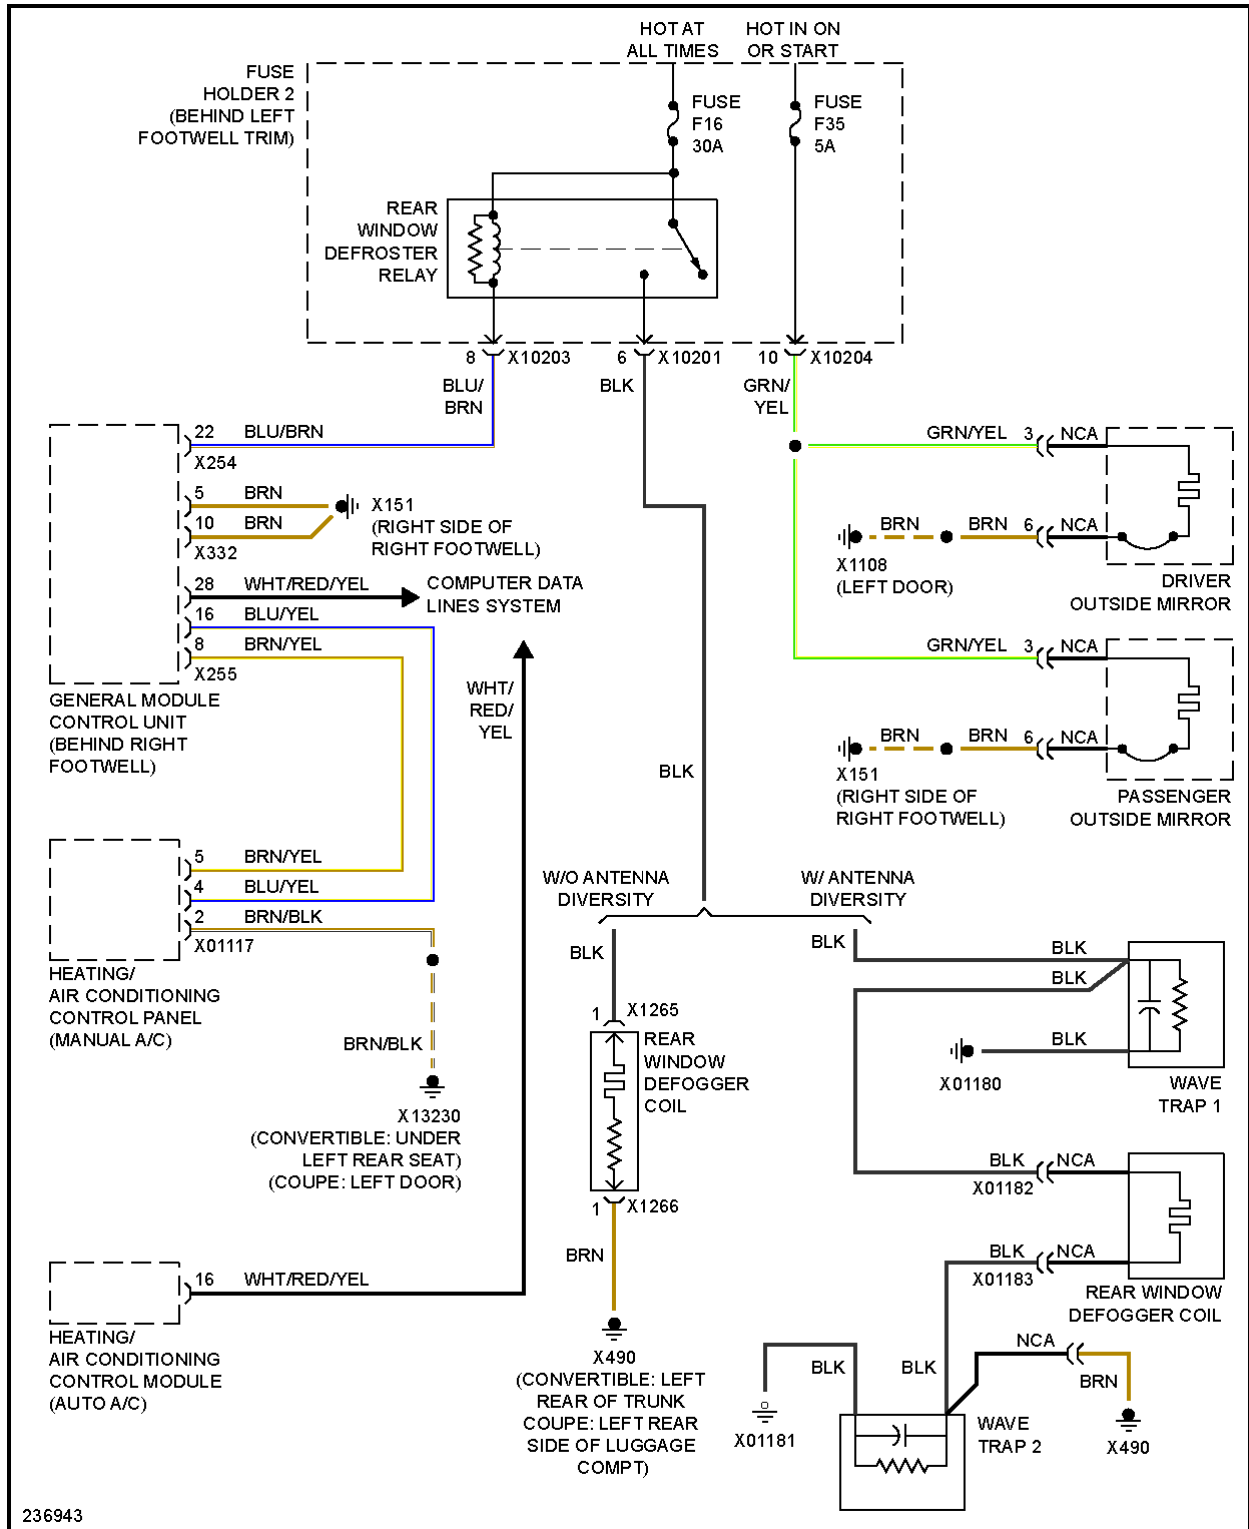 HOT AT
ALL TIMES
HOT IN ON
OR START
FUSE
HOLDER 2
(BEHIND LEFT
FOOTWELL TRIM)
FUSE
F16
30A
FUSE
F35
5A
REAR
WINDOW
DEFROSTER
RELAY
8
X10203
6
X10201
10
X10204
BLU/
BRN
BLK
GRN/
YEL
22
BLU/BRN
X254
5
BRN
10
BRN
X332
X151
(RIGHT SIDE OF
RIGHT FOOTWELL)
28
WHT/RED/YEL
COMPUTER DATA
LINES SYSTEM
16
BLU/YEL
8
BRN/YEL
X255
GENERAL MODULE
CONTROL UNIT
(BEHIND RIGHT
FOOTWELL)
WHT/
RED/
YEL
BLK
GRN/YEL
3
NCA
BRN
BRN
6
NCA
X1108
(LEFT DOOR)
DRIVER
OUTSIDE MIRROR
GRN/YEL
3
NCA
BRN
BRN
6
NCA
X151
(RIGHT SIDE OF
RIGHT FOOTWELL)
PASSENGER
OUTSIDE MIRROR
5
BRN/YEL
4
BLU/YEL
2
BRN/BLK
X01117
HEATING/
AIR CONDITIONING
CONTROL PANEL
(MANUAL A/C)
BRN/BLK
X13230
(CONVERTIBLE: UNDER
LEFT REAR SEAT)
(COUPE: LEFT DOOR)
W/O ANTENNA
DIVERSITY
W/ ANTENNA
DIVERSITY
BLK
BLK
BLK
BLK
BLK
X01180
WAVE
TRAP 1
1
X1265
REAR
WINDOW
DEFOGGER
COIL
1
X1266
BRN
X490
(CONVERTIBLE: LEFT
REAR OF TRUNK
COUPE: LEFT REAR
SIDE OF LUGGAGE
COMPT)
BLK
NCA
X01182
BLK
NCA
X01183
REAR WINDOW
DEFOGGER COIL
16
WHT/RED/YEL
HEATING/
AIR CONDITIONING
CONTROL MODULE
(AUTO A/C)
NCA
BLK
BLK
BRN
X01181
WAVE
TRAP 2
X490
236943